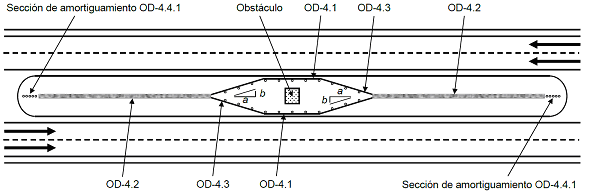 Sección de amortiguamiento OD-4.4.1
Obstáculo
OD-4.1
OD-4.3
OD-4.2
a
b
a
b
a
OD-4.2
OD-4.3
OD-4.1
Sección de amortiguamiento OD-4.4.1